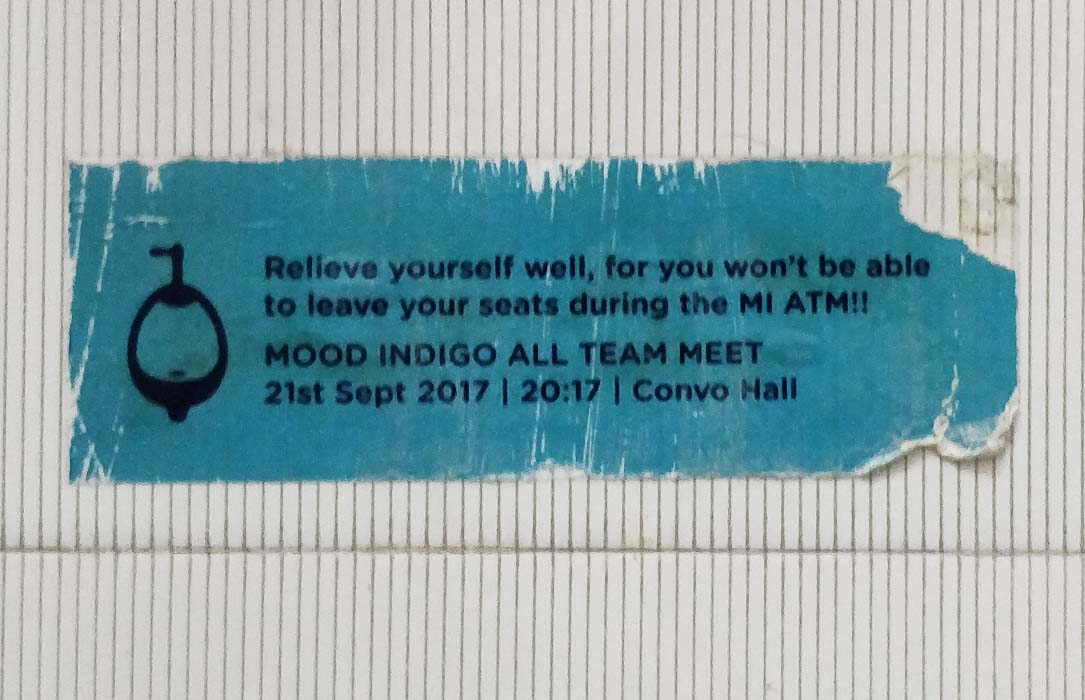 Relieve yourself well, for you won't be able
to leave your seats during the MI ATM!!
MOOD INDIGO ALL TEAM MEET
21st Sept 2017 | 20:17 | Convo Hall